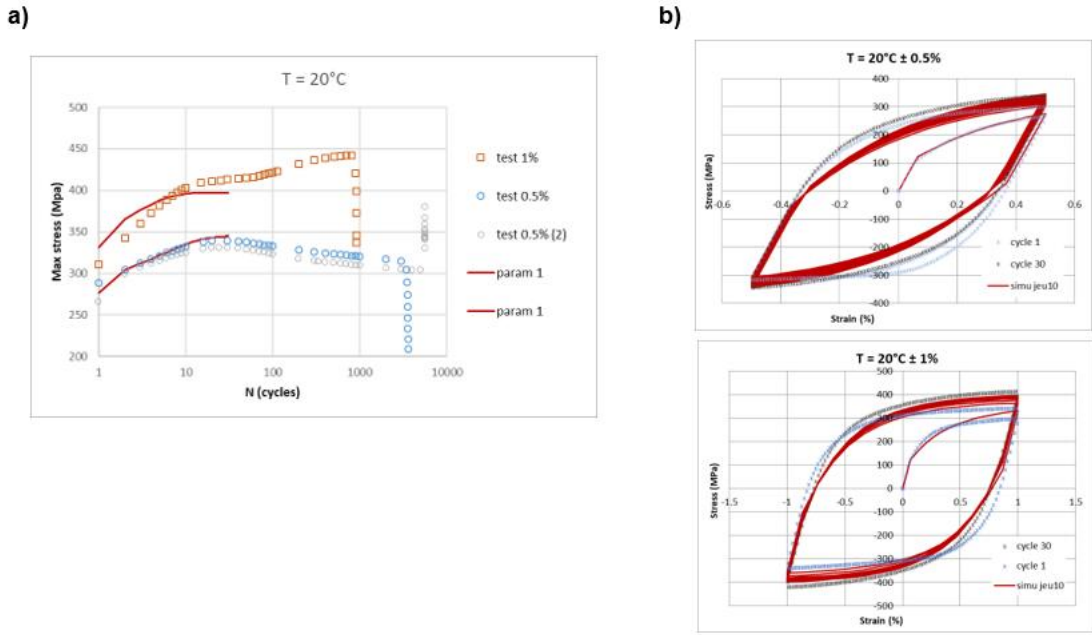 a)
T = 20°C
500
450
400
350
300
250
200
Max stress (Mpa)
1
10
100
1000
10000
N (cycles)
test 1%
test 0.5%
test 0.5% (2)
param 1
param 1
b)
T = 20°C ± 0.5%
400
300
200
100
0
-100
-200
-300
-400
-0.6
-0.4
-0.2
0
0.2
0.4
0.6
Stress (MPa)
Strain (%)
cycle 1
cycle 30
simu jeu10
T = 20°C ± 1%
500
400
300
200
100
0
-100
-200
-300
-400
-500
-1.5
-1
-0.5
0
0.5
1
1.5
Stress (MPa)
Strain (%)
cycle 30
cycle 1
simu jeu10